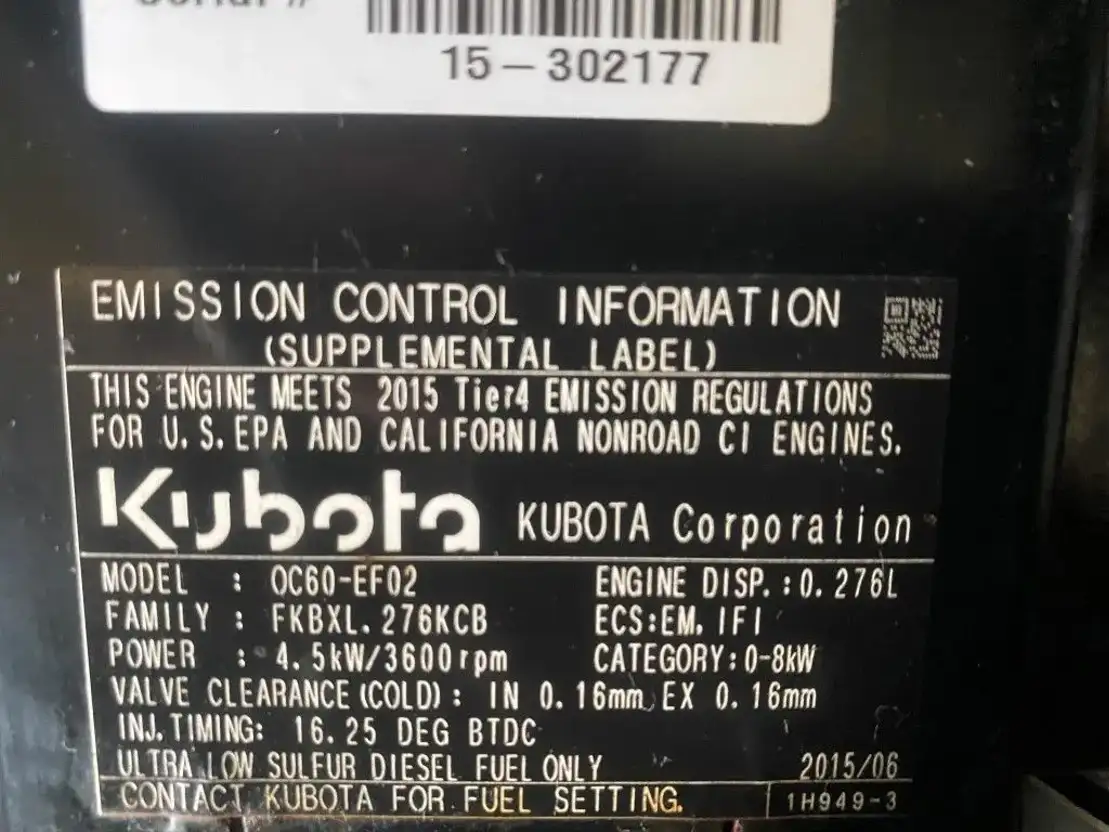 Serial #
15-302177
EMISSION CONTROL INFORMATION
(SUPPLEMENTAL LABEL)
THIS ENGINE MEETS 2015 Tier4 EMISSION REGULATIONS
FOR U.S. EPA AND CALIFORNIA NONROAD CI ENGINES.
Kubota KUBOTA Corporation
MODEL : OC60-EF02 ENGINE DISP.:0.276L
FAMILY : FKBXL.276KCB ECS:EM, IFI
POWER : 4.5kW/3600rpm CATEGORY:0-8kW
VALVE CLEARANCE(COLD): IN 0.16mm EX 0.16mm
INJ.TIMING: 16.25 DEG BTDC
ULTRA LOW SULFUR DIESEL FUEL ONLY 2015/06
CONTACT KUBOTA FOR FUEL SETTING. 1H949-3